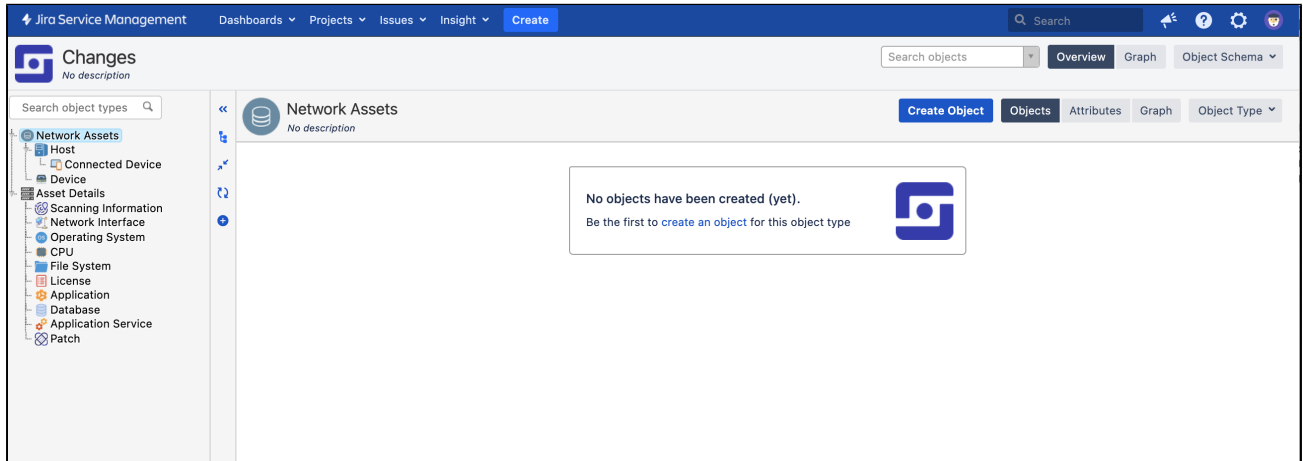 Jira Service Management Dashboards Projects Issues Insight Create Search
Changes
No description
Search objects Overview Graph Object Schema
Search object types
Network Assets
Host
Connected Device
Device
Asset Details
Scanning Information
Network Interface
Operating System
CPU
File System
License
Application
Database
Application Service
Patch
Network Assets
No description
Create Object Objects Attributes Graph Object Type
No objects have been created (yet).
Be the first to create an object for this object type